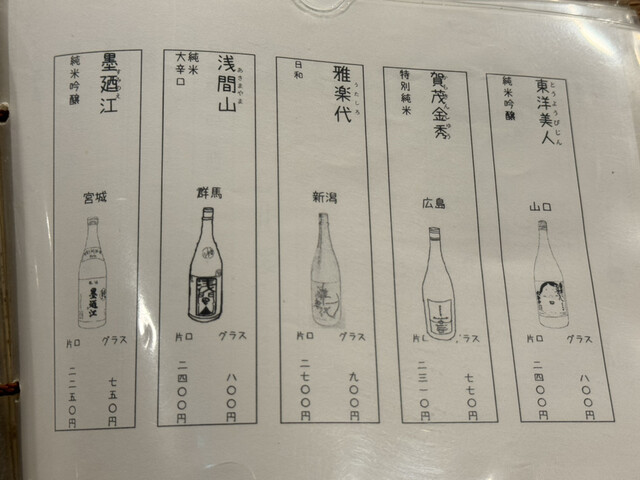 東洋美人
とうようびじん
純米吟醸
山口
片口 グラス
八〇〇円
二四〇〇円
賀茂金秀
特別純米
広島
片口 グラス
七七〇円
二三一〇円
雅楽代
うたしろ
日和
新潟
片口 グラス
九〇〇円
二七〇〇円
浅間山
あさまやま
純米
大辛口
群馬
片口 グラス
八〇〇円
二四〇〇円
墨廼江
純米吟醸
宮城
墨廼江
片口 グラス
七五〇円
二二五〇円